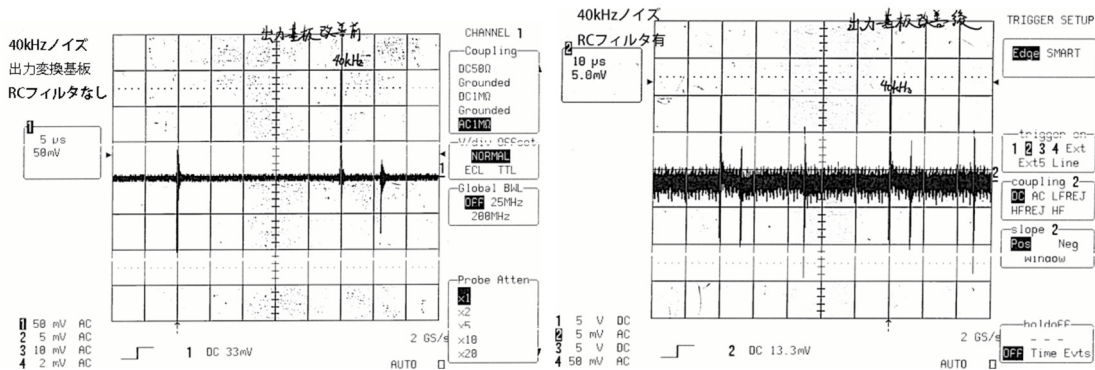 40kHzノイズ
出力変換基板
RCフィルタなし
出力基板改善前
40kHz
1
5 µs
50mV
CHANNEL 1
Coupling
DC50Ω
Grounded
DC1MΩ
Grounded
AC1MΩ
V/div Offset
NORMAL
ECL TTL
Global BWL
OFF 25MHz
200MHz
Probe Atten
x1
x2
x5
x10
x20
1
1 50 mV AC
2 5 mV AC
3 10 mV AC
4 2 mV AC
1 DC 33mV
2 GS/s
AUTO
40kHzノイズ
RCフィルタ有
出力基板改善後
40kHz
2
10 µs
5.0mV
TRIGGER SETUP
Edge SMART
trigger on
1 2 3 4 Ext
Ext5 Line
coupling 2
DC AC LFREJ
HFREJ HF
slope 2
Pos Neg
Window
holdoff
- - -
OFF Time Evts
2
1 5 V DC
2 5 mV AC
3 5 V DC
4 50 mV AC
2 DC 13.3mV
2 GS/s
AUTO